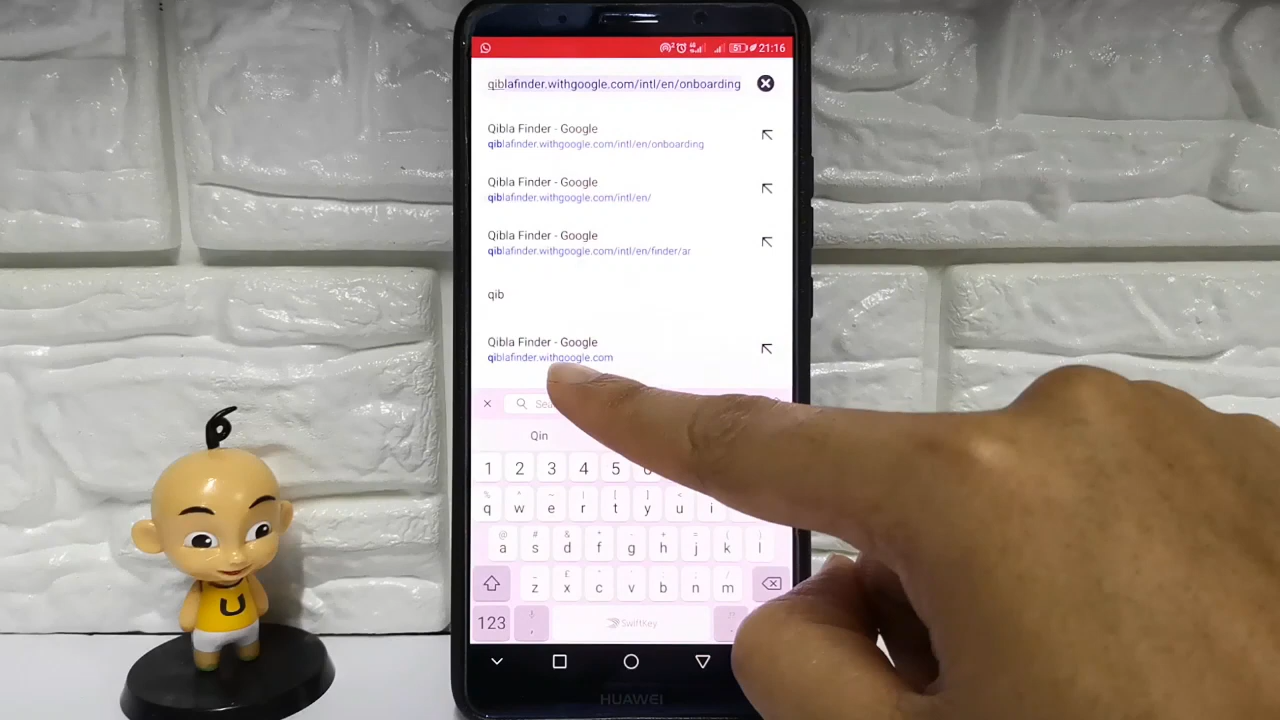 21:16
qiblafinder.withgoogle.com/intl/en/onboarding
Qibla Finder - Google
qiblafinder.withgoogle.com/intl/en/onboarding
Qibla Finder - Google
qiblafinder.withgoogle.com/intl/en/
Qibla Finder - Google
qiblafinder.withgoogle.com/intl/en/finder/ar
qib
Qibla Finder - Google
qiblafinder.withgoogle.com
Qin
1 2 3 4 5
q w e r t y u i
a s d f g h j k l
z x c v b n m
123 , SwiftKey
HUAWEI
U